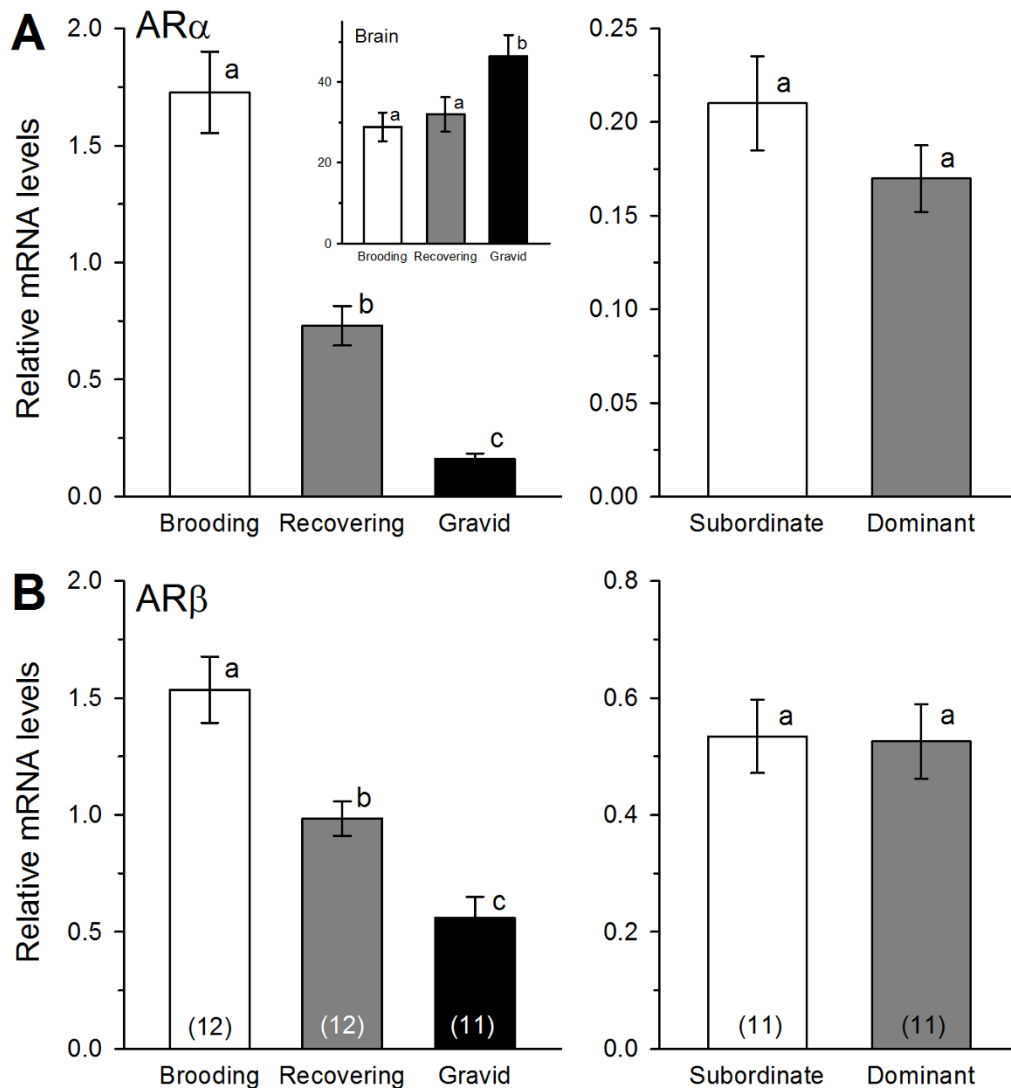 A
ARα
Relative mRNA levels
2.0
1.5
1.0
0.5
0.0
a
b
c
Brooding Recovering Gravid
Brain
40
20
0
a
a
b
Brooding Recovering Gravid
0.25
0.20
0.15
0.10
0.05
0.00
a
a
Subordinate Dominant
B
ARβ
Relative mRNA levels
2.0
1.5
1.0
0.5
0.0
a
b
c
(12) (12) (11)
Brooding Recovering Gravid
0.8
0.6
0.4
0.2
0.0
a
a
(11) (11)
Subordinate Dominant